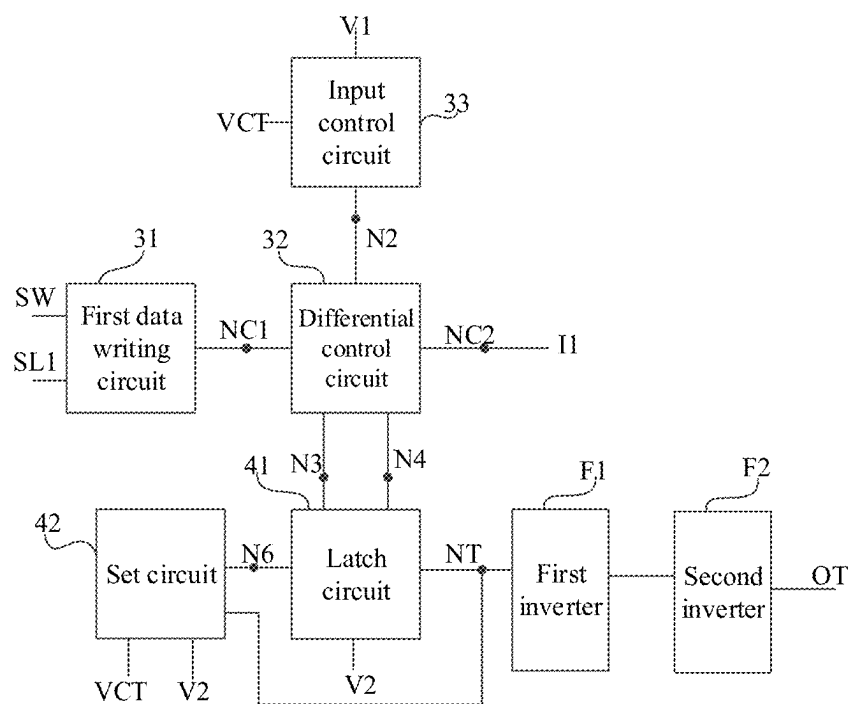 V1
Input
control
circuit
VCT
33
N2
31
32
SW
SL1
First data
writing
circuit
NC1
Differential
control
circuit
NC2
I1
N3
N4
41
F1
F2
42
Set circuit
N6
Latch
circuit
NT
First
inverter
Second
inverter
OT
VCT
V2
V2